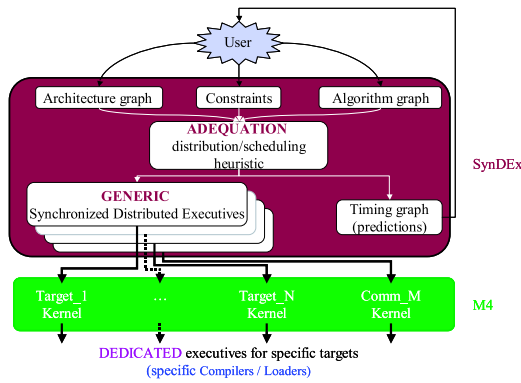 User
Architecture graph
Constraints
Algorithm graph
ADEQUATION
distribution/scheduling
heuristic
SynDEx
GENERIC
Synchronized Distributed Executives
Timing graph
(predictions)
Target_1
Kernel
...
Target_N
Kernel
Comm_M
Kernel
M4
DEDICATED executives for specific targets
(specific Compilers / Loaders)